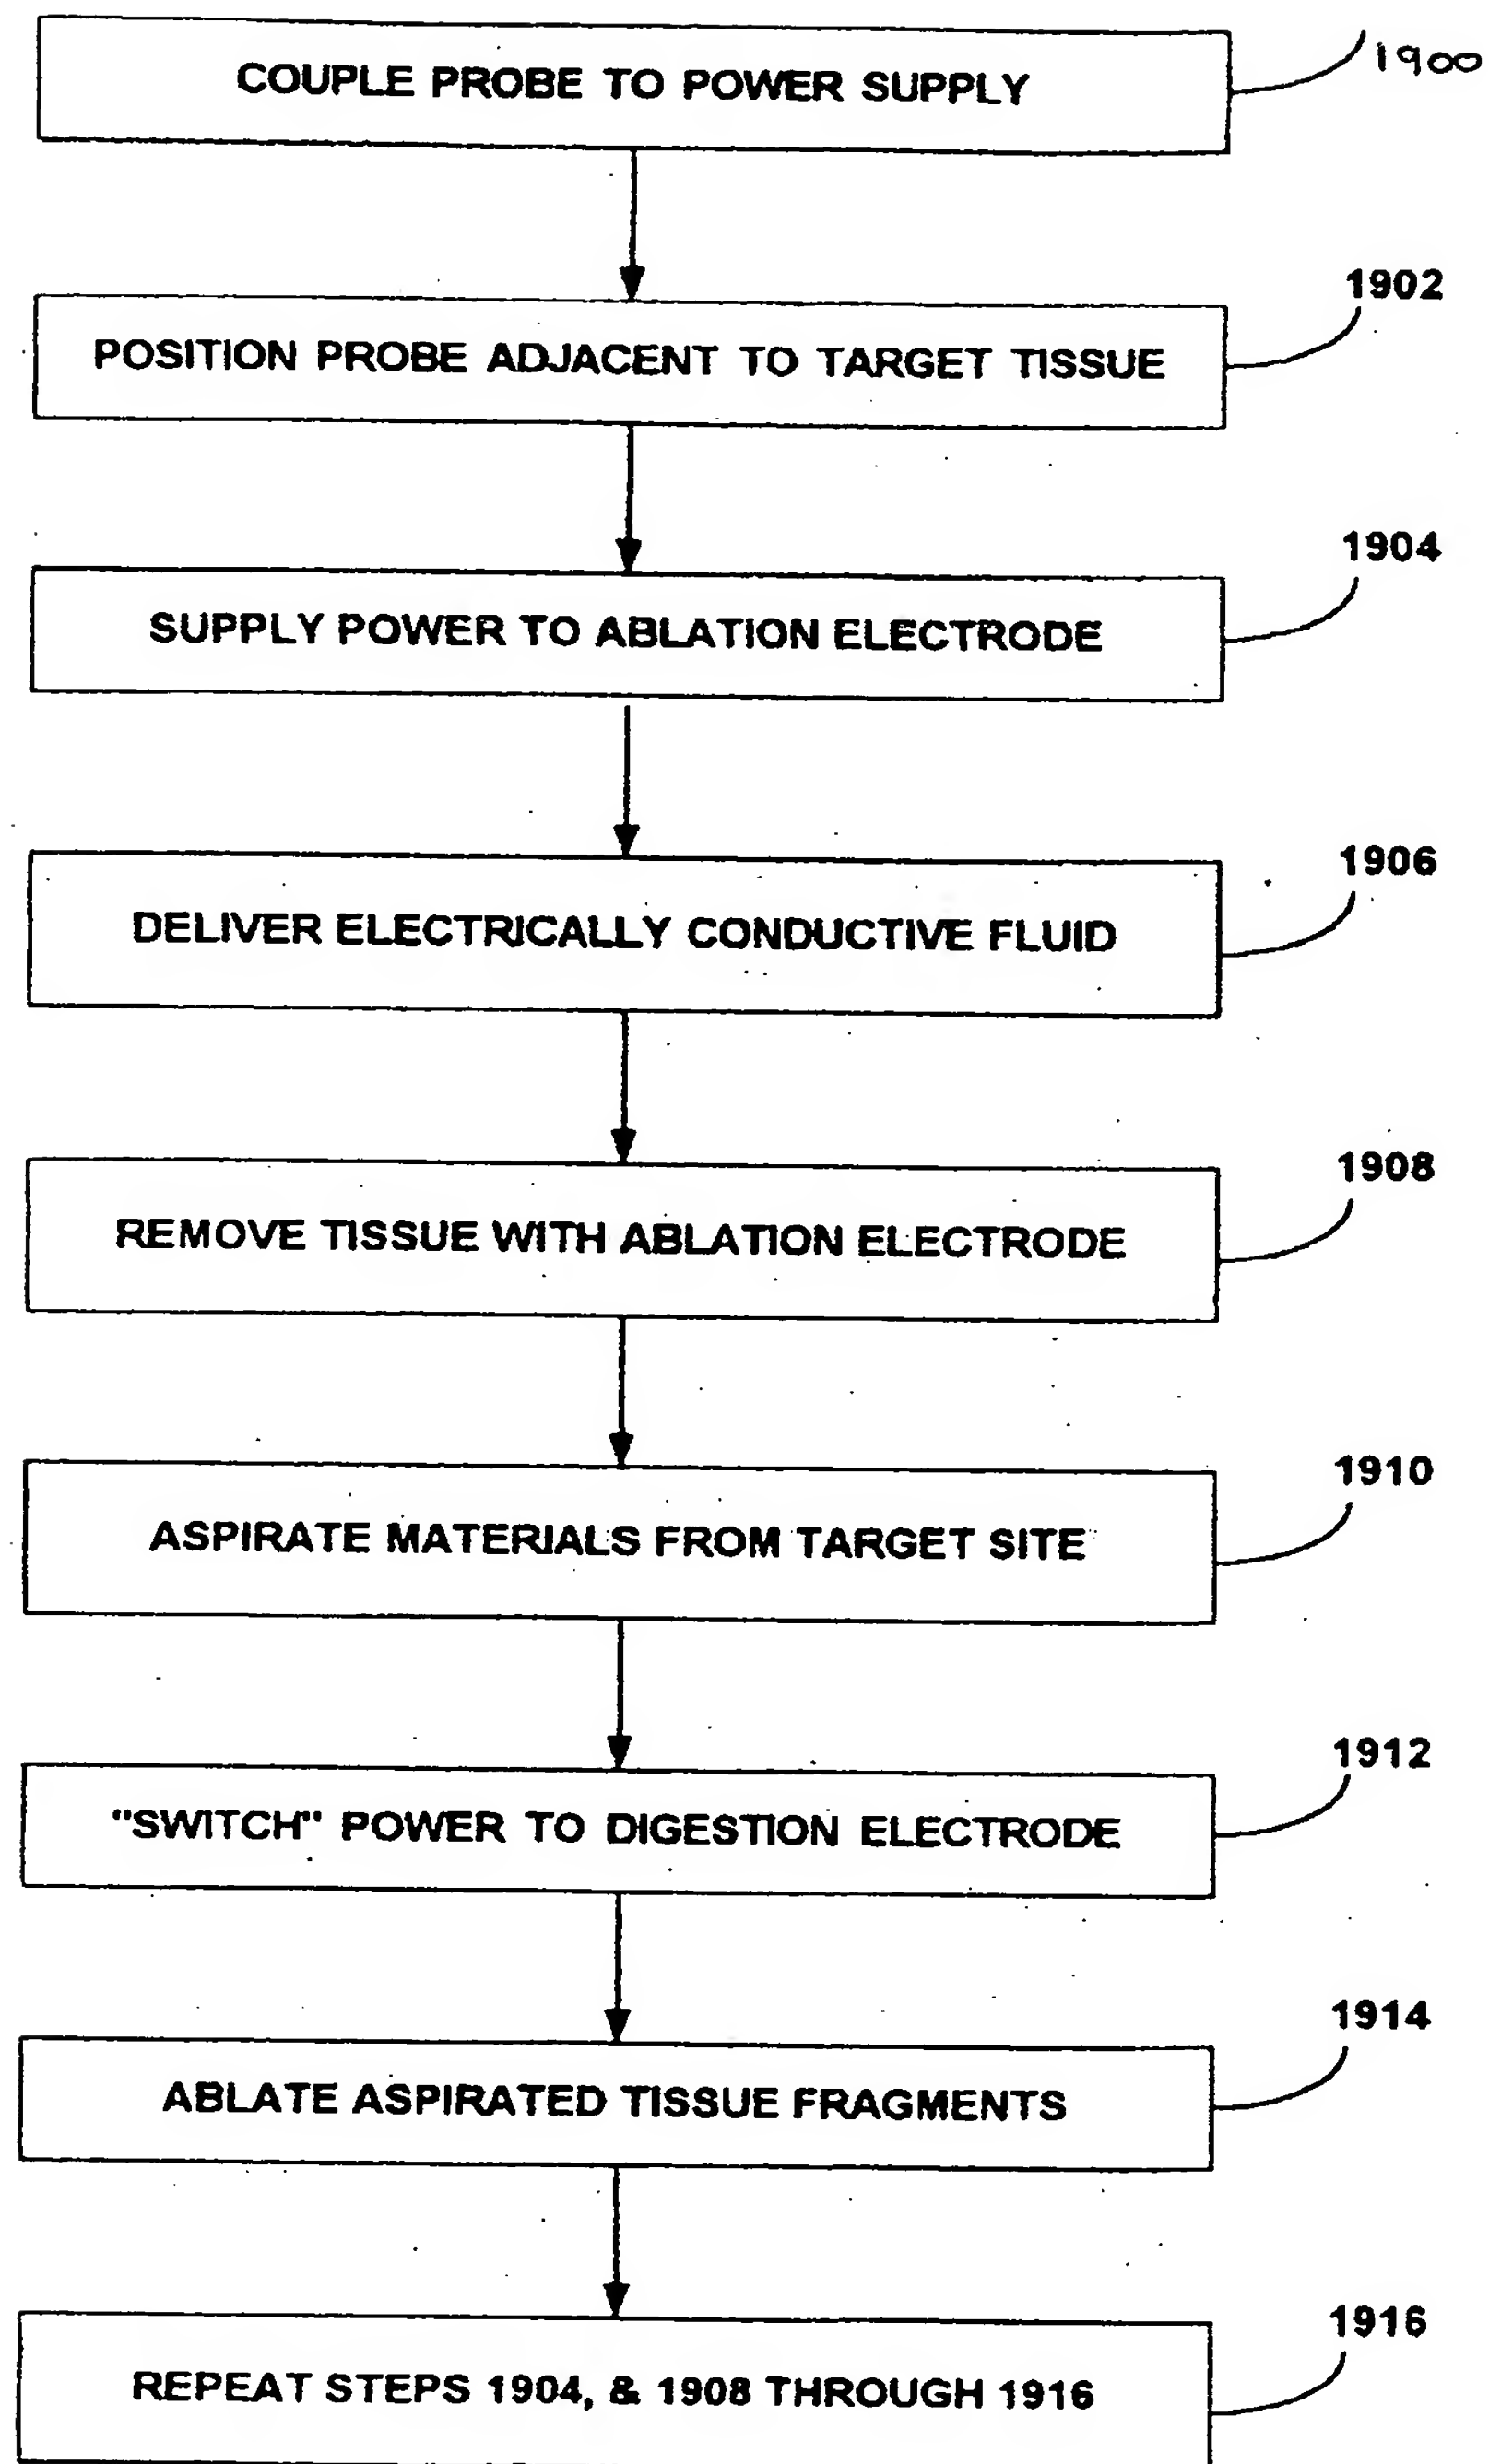 COUPLE PROBE TO POWER SUPPLY
1900
1902
POSITION PROBE ADJACENT TO TARGET TISSUE
1904
SUPPLY POWER TO ABLATION ELECTRODE
1906
DELIVER ELECTRICALLY CONDUCTIVE FLUID
1908
REMOVE TISSUE WITH ABLATION ELECTRODE
1910
ASPIRATE MATERIALS FROM TARGET SITE
1912
"SWITCH" POWER TO DIGESTION ELECTRODE
1914
ABLATE ASPIRATED TISSUE FRAGMENTS
1916
REPEAT STEPS 1904, & 1908 THROUGH 1916